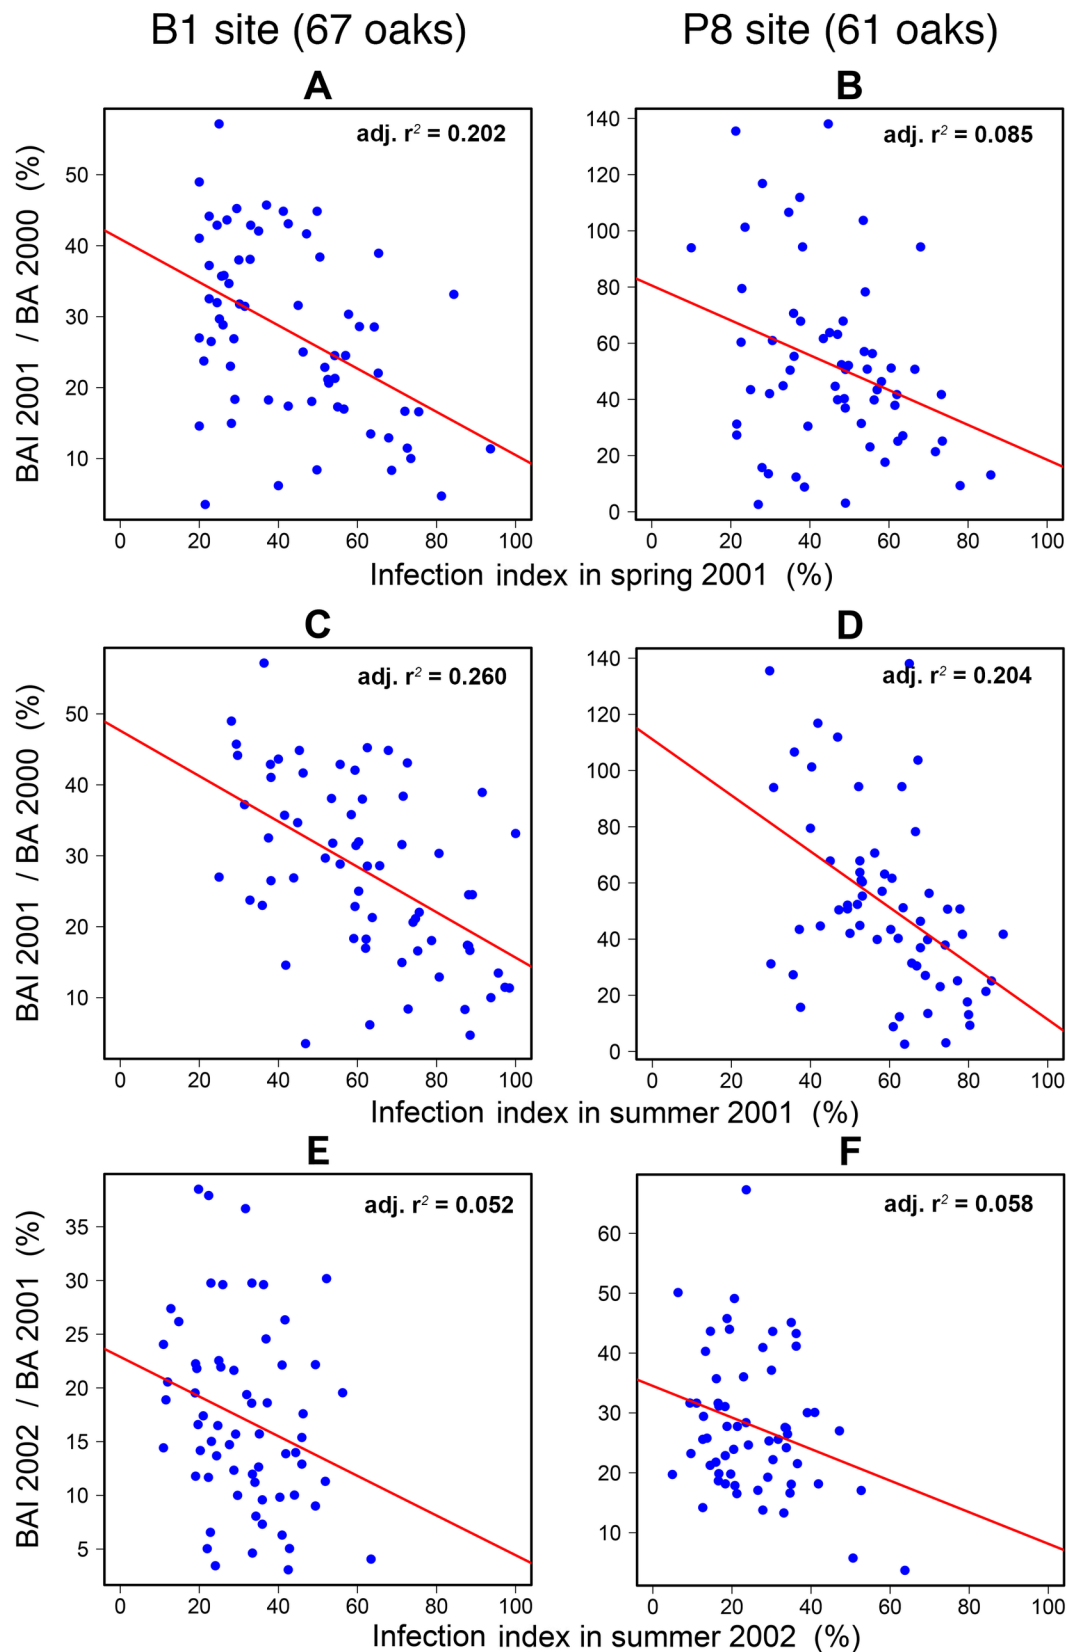 B1 site (67 oaks) P8 site (61 oaks)
A B
BAI 2001 / BA 2000 (%)
adj. r² = 0.202
50
40
30
20
10
0 20 40 60 80 100
adj. r² = 0.085
140
120
100
80
60
40
20
0
0 20 40 60 80 100
Infection index in spring 2001 (%)
C D
BAI 2001 / BA 2000 (%)
adj. r² = 0.260
50
40
30
20
10
0 20 40 60 80 100
adj. r² = 0.204
140
120
100
80
60
40
20
0
0 20 40 60 80 100
Infection index in summer 2001 (%)
E F
BAI 2002 / BA 2001 (%)
adj. r² = 0.052
35
30
25
20
15
10
5
0 20 40 60 80 100
adj. r² = 0.058
60
50
40
30
20
10
0 20 40 60 80 100
Infection index in summer 2002 (%)